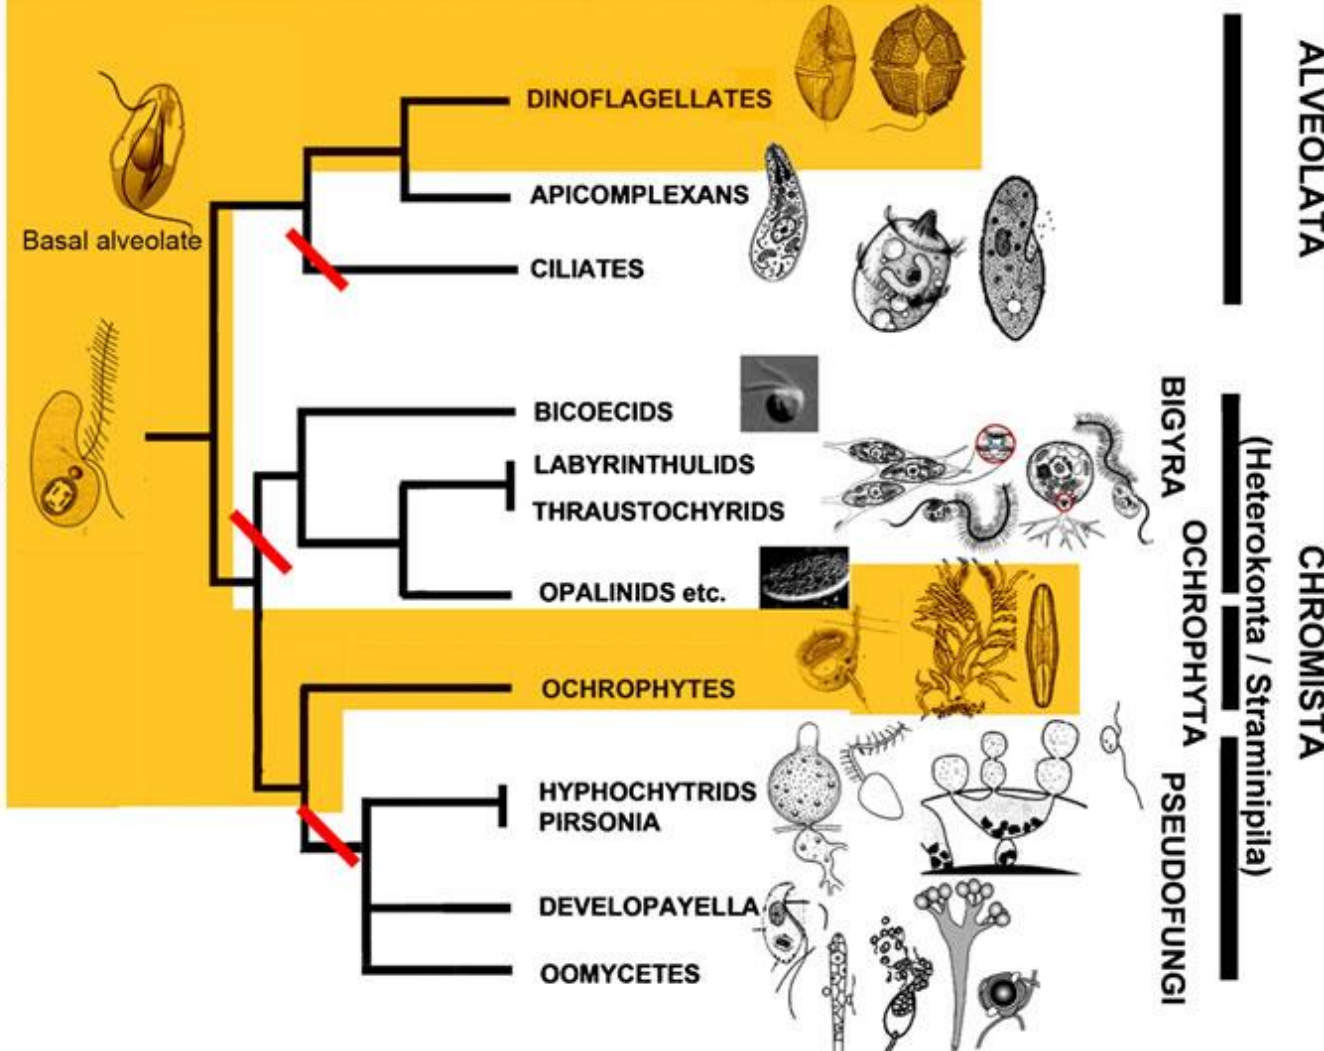 DINOFLAGELLATES
APICOMPLEXANS
CILIATES
Basal alveolate
BICOECIDS
LABYRINTHULIDS
THRAUSTOCHYRIDS
OPALINIDS etc.
OCHROPHYTES
HYPHOCHYTRIDS
PIRSONIA
DEVELOPAYELLA
OOMYCETES
ALVEOLATA
BIGYRA
OCHROPHYTA
PSEUDOFUNGI
(Heterokonta / Straminipila)
CHROMISTA